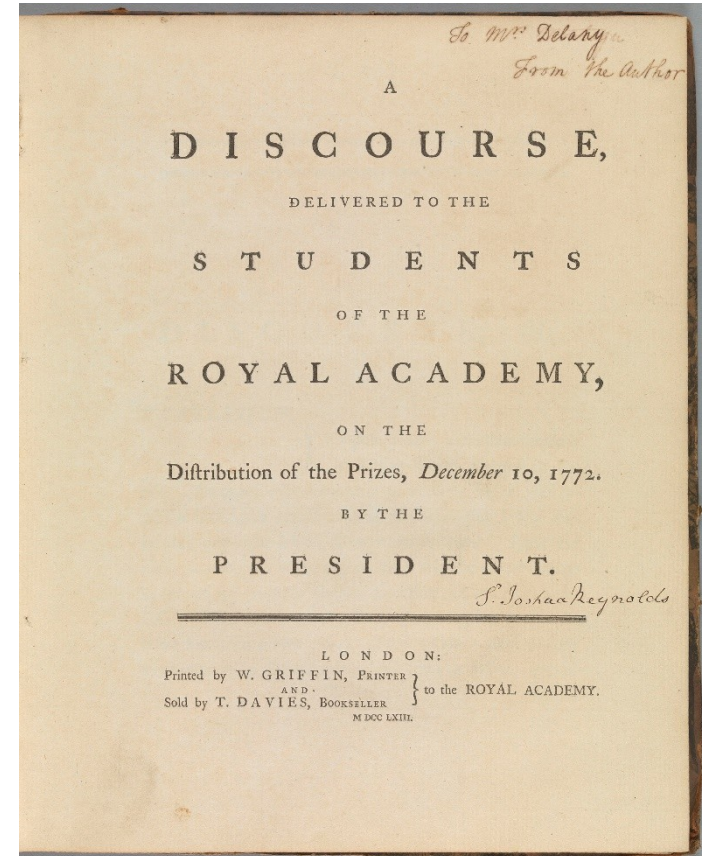 To Mrs Delany
From the Author
A
DISCOURSE,
DELIVERED TO THE
STUDENTS
OF THE
ROYAL ACADEMY,
ON THE
Diſtribution of the Prizes, December 10, 1772.
BY THE
PRESIDENT.
Sr. Joshua Reynolds
LONDON:
Printed by W. GRIFFIN, PRINTER
AND
Sold by T. DAVIES, BOOKSELLER
} to the ROYAL ACADEMY.
M DCC LXIII.